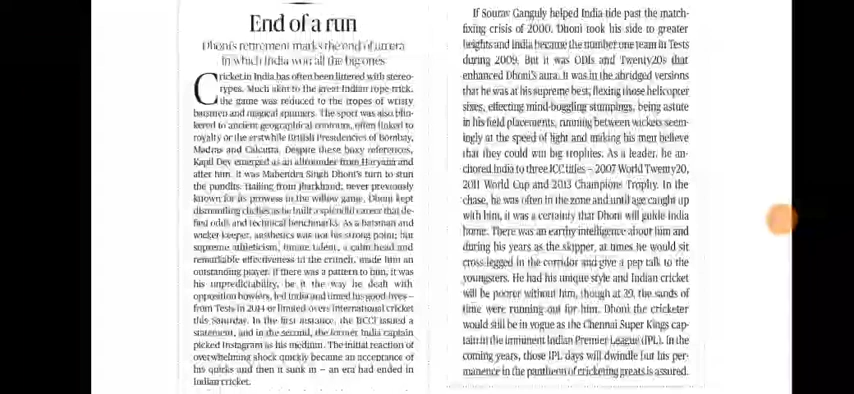 End of a run
Dhoni's retirement marks the end of an era
in which India won all the big ones
Cricket in India has often been littered with stereo-
types. Much akin to the great Indian rope-trick,
the game was reduced to the tropes of wristy
batsmen and magical spinners. The sport was also blin-
kered to ancient geographical contours, often linked to
royalty or the erstwhile British Presidencies of Bombay,
Madras and Calcutta. Despite these boxy references,
Kapil Dev emerged as an allrounder from Haryana and
after him, it was Mahendra Singh Dhoni's turn to stun
the pundits. Hailing from Jharkhand, never previously
known for its prowess in the willow game, Dhoni kept
dismantling cliches as he built a splendid career that de-
fied odds and technical benchmarks. As a batsman and
wicket keeper, aesthetics was not his strong point; but
supreme athleticism, innate talent, a calm head and
remarkable effectiveness in the crunch, made him an
outstanding player. If there was a pattern to him, it was
his unpredictability, be it the way he dealt with
opposition bowlers, led India and timed his good-byes –
from Tests in 2014 or limited overs international cricket
this Saturday. In the first instance, the BCCI issued a
statement, and in the second, the former India captain
picked Instagram as his medium. The initial reaction of
overwhelming shock quickly became an acceptance of
his quirks and then it sunk in – an era had ended in
Indian cricket.
If Sourav Ganguly helped India tide past the match-
fixing crisis of 2000, Dhoni took his side to greater
heights and India became the number one team in Tests
during 2009. But it was ODIs and Twenty20s that
enhanced Dhoni's aura. It was in the abridged versions
that he was at his supreme best; flexing those helicopter
sixes, effecting mind-boggling stumpings, being astute
in his field placements, running between wickets seem-
ingly at the speed of light and making his men believe
that they could win big trophies. As a leader, he an-
chored India to three ICC titles – 2007 World Twenty20,
2011 World Cup and 2013 Champions Trophy. In the
chase, he was often in the zone and until age caught up
with him, it was a certainty that Dhoni will guide India
home. There was an earthy intelligence about him and
during his years as the skipper, at times he would sit
cross-legged in the corridor and give a pep talk to the
youngsters. He had his unique style and Indian cricket
will be poorer without him, though at 39, the sands of
time were running out for him. Dhoni the cricketer
would still be in vogue as the Chennai Super Kings cap-
tain in the imminent Indian Premier League (IPL). In the
coming years, those IPL days will dwindle but his per-
manence in the pantheon of cricketing greats is assured.